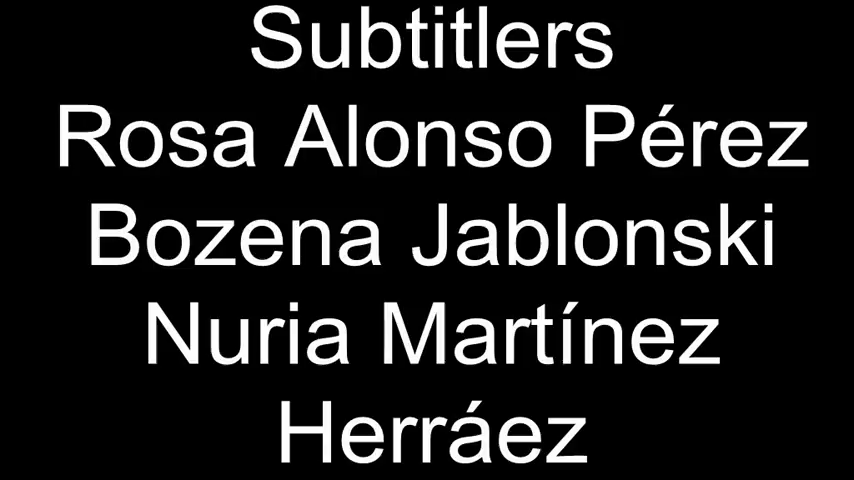 Subtitlers
Rosa Alonso Pérez
Bozena Jablonski
Nuria Martínez
Herráez